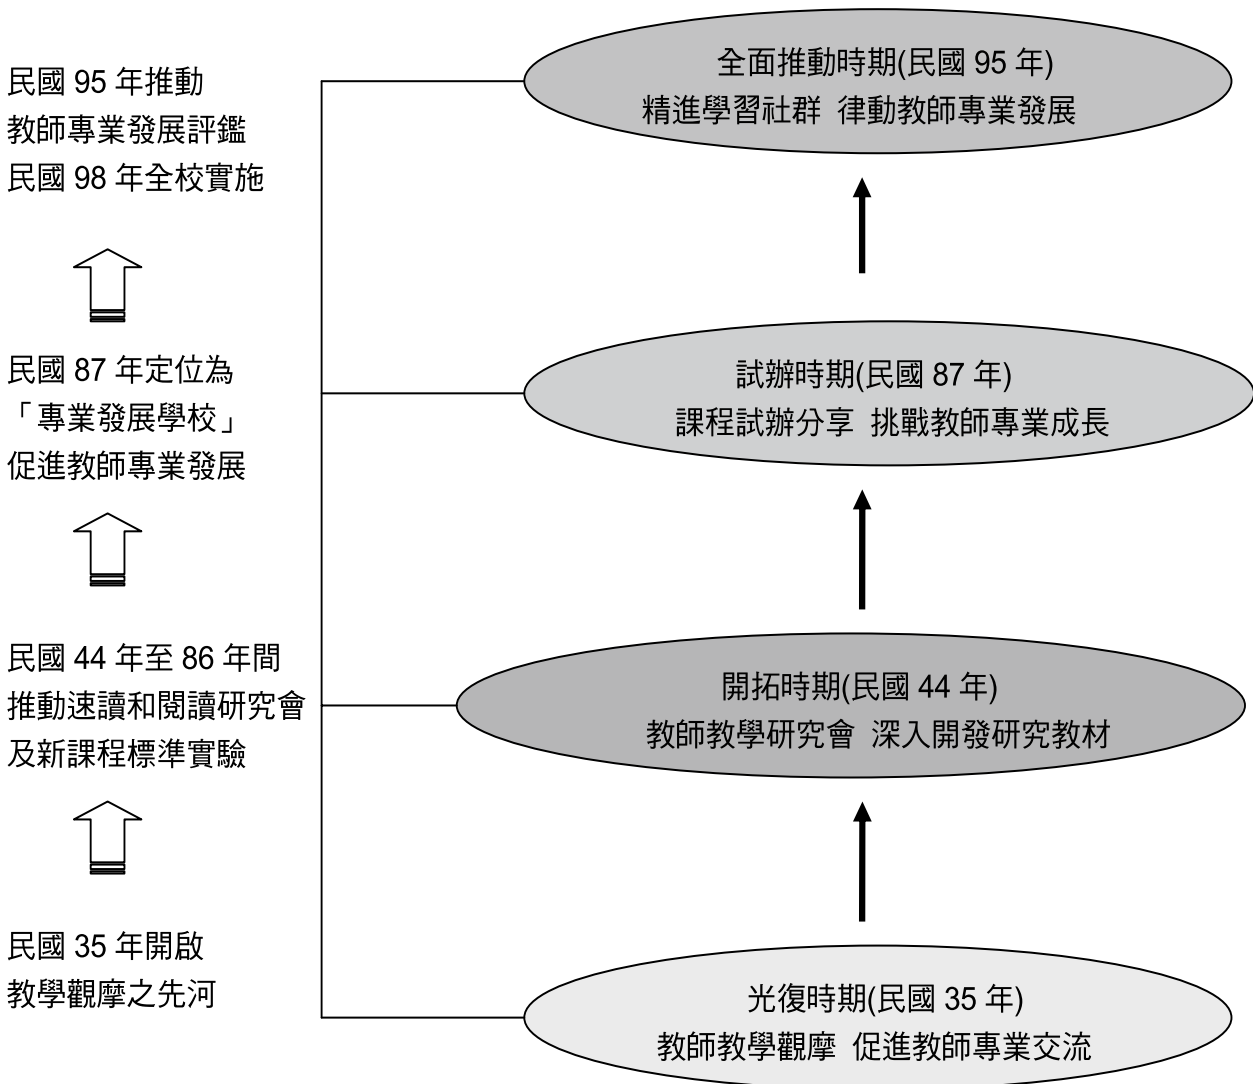 民國 95 年推動
教師專業發展評鑑
民國 98 年全校實施
全面推動時期(民國 95 年)
精進學習社群 律動教師專業發展
民國 87 年定位為
「專業發展學校」
促進教師專業發展
試辦時期(民國 87 年)
課程試辦分享 挑戰教師專業成長
民國 44 年至 86 年間
推動速讀和閱讀研究會
及新課程標準實驗
開拓時期(民國 44 年)
教師教學研究會 深入開發研究教材
民國 35 年開啟
教學觀摩之先河
光復時期(民國 35 年)
教師教學觀摩 促進教師專業交流